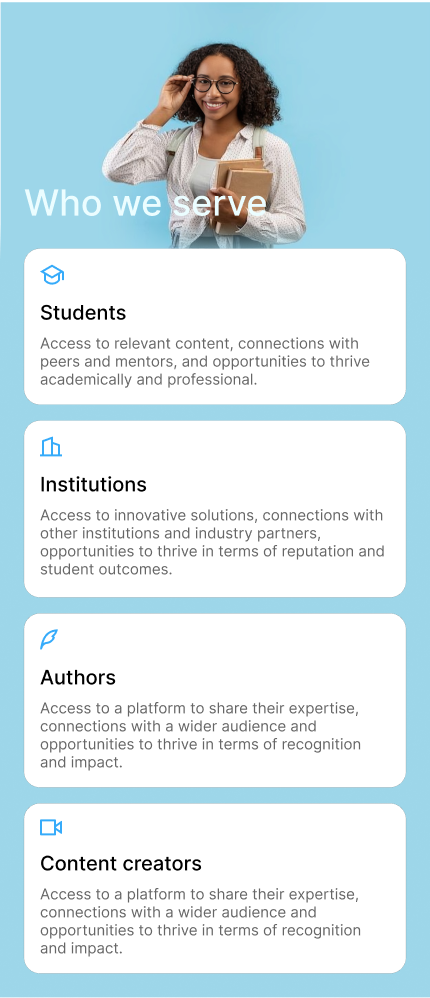 Who we serve
Students
Access to relevant content, connections with
peers and mentors, and opportunities to thrive
academically and professional.
Institutions
Access to innovative solutions, connections with
other institutions and industry partners,
opportunities to thrive in terms of reputation and
student outcomes.
Authors
Access to a platform to share their expertise,
connections with a wider audience and
opportunities to thrive in terms of recognition
and impact.
Content creators
Access to a platform to share their expertise,
connections with a wider audience and
opportunities to thrive in terms of recognition
and impact.